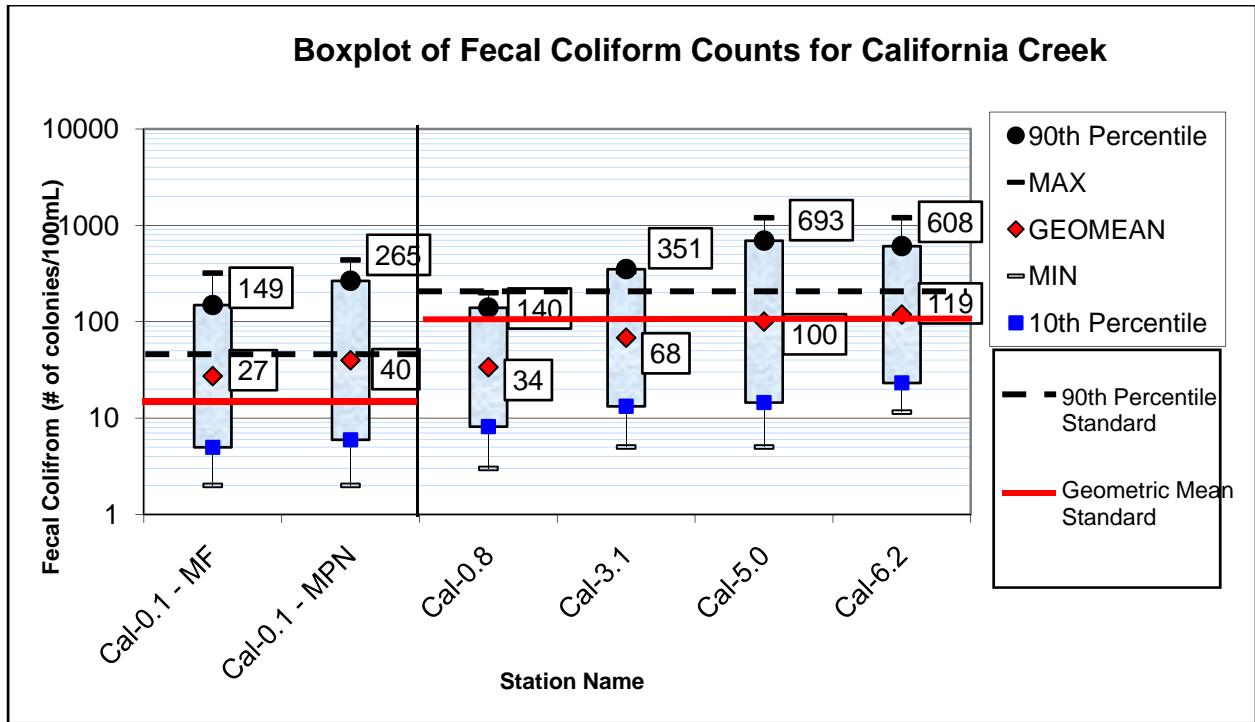 Boxplot of Fecal Coliform Counts for California Creek
Fecal Colifrom (# of colonies/100mL)
10000
1000
100
10
1
149
27
265
40
140
34
351
68
693
100
608
119
Cal-0.1 - MF
Cal-0.1 - MPN
Cal-0.8
Cal-3.1
Cal-5.0
Cal-6.2
Station Name
90th Percentile
MAX
GEOMEAN
MIN
10th Percentile
90th Percentile
Standard
Geometric Mean
Standard